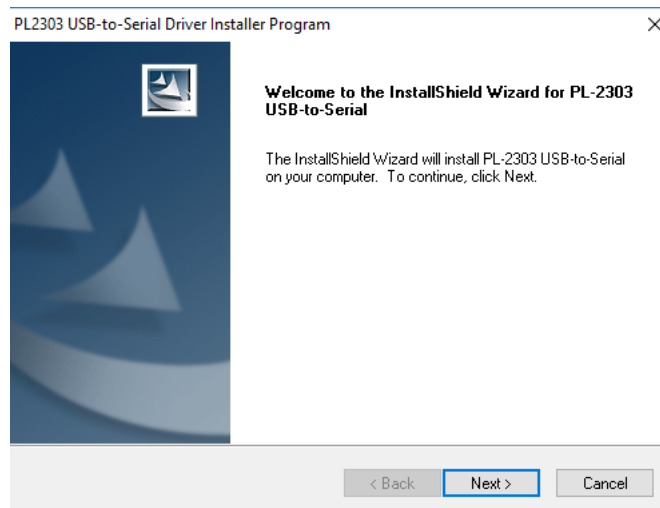 PL2303 USB-to-Serial Driver Installer Program
Welcome to the InstallShield Wizard for PL-2303
USB-to-Serial
The InstallShield Wizard will install PL-2303 USB-to-Serial
on your computer. To continue, click Next.
< Back Next > Cancel